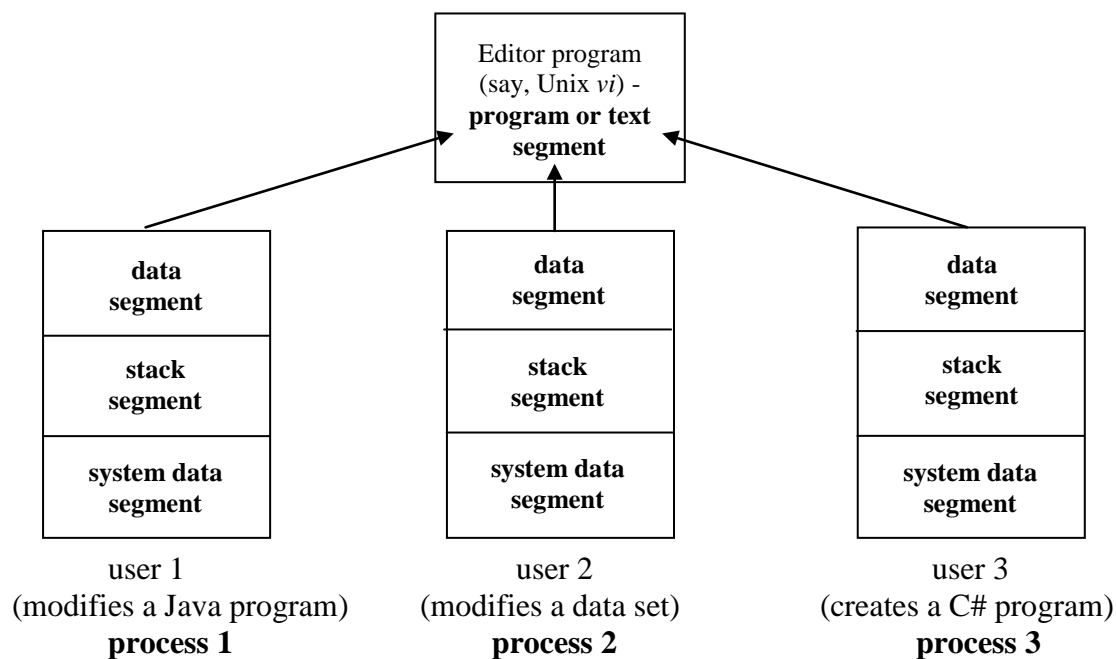 Editor program
(say, Unix vi) -
program or text
segment
data
segment
stack
segment
system data
segment
user 1
(modifies a Java program)
process 1
data
segment
stack
segment
system data
segment
user 2
(modifies a data set)
process 2
data
segment
stack
segment
system data
segment
user 3
(creates a C# program)
process 3